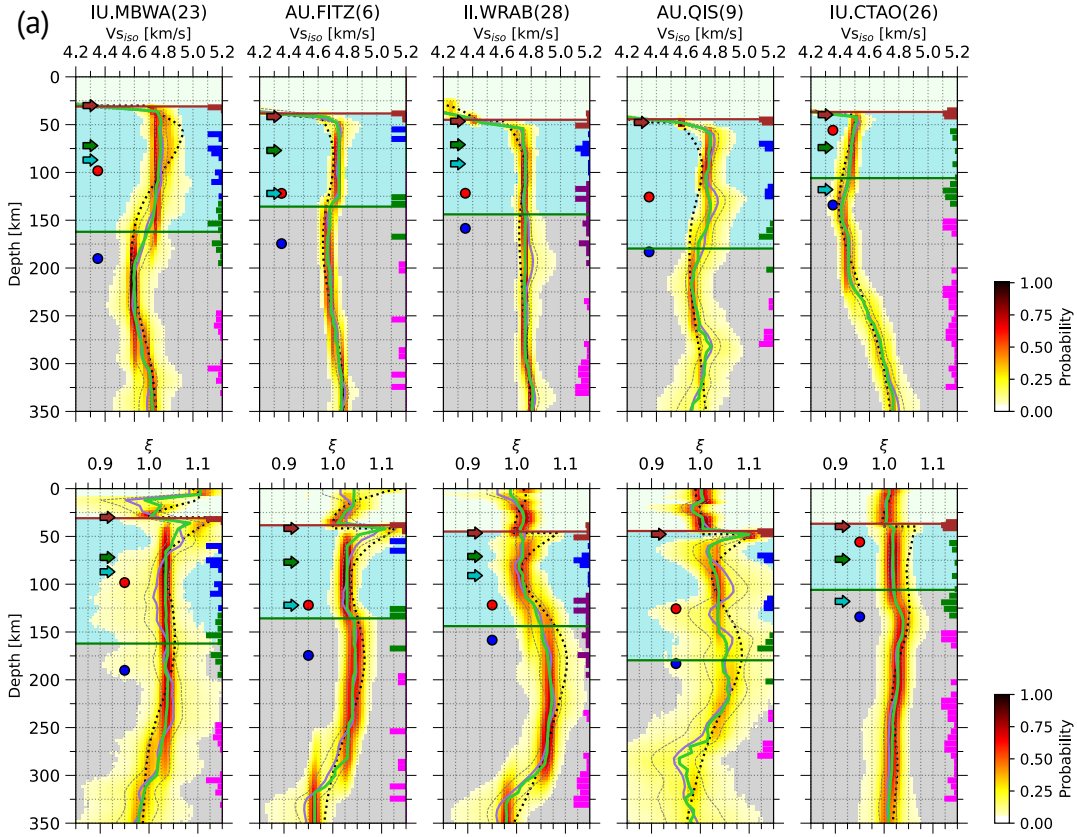 (a)
IU.MBWA(23) AU.FITZ(6) II.WRAB(28) AU.QIS(9) IU.CTAO(26)
Vs_iso [km/s] Vs_iso [km/s] Vs_iso [km/s] Vs_iso [km/s] Vs_iso [km/s]
4.2 4.4 4.6 4.8 5.0 5.2 4.2 4.4 4.6 4.8 5.0 5.2 4.2 4.4 4.6 4.8 5.0 5.2 4.2 4.4 4.6 4.8 5.0 5.2 4.2 4.4 4.6 4.8 5.0 5.2
0
50
100
150
200
250
300
350
Depth [km]
1.00
0.75
0.50
0.25
0.00
Probability
ξ ξ ξ ξ ξ
0.9 1.0 1.1 0.9 1.0 1.1 0.9 1.0 1.1 0.9 1.0 1.1 0.9 1.0 1.1
0
50
100
150
200
250
300
350
Depth [km]
1.00
0.75
0.50
0.25
0.00
Probability